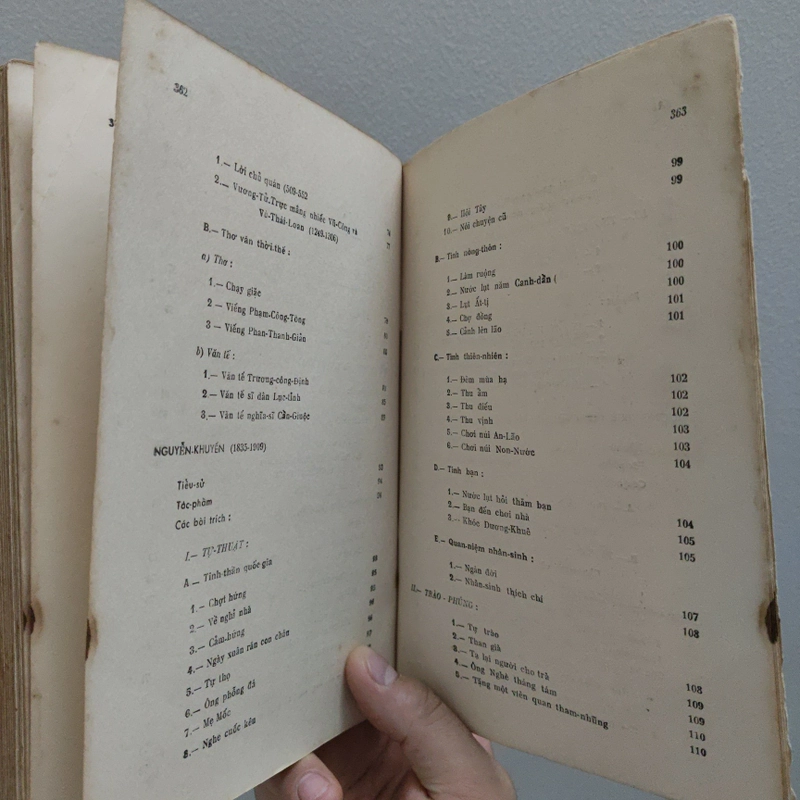 362
1.— Lời chủ quán (509-552
2.— Vương-Tử-Trực mắng nhiếc Võ-Công và
Võ-Thái-Loan (1249-1306)
B.— Thơ văn thời-thế :
a) Thơ :
1.— Chạy giặc
2 — Viếng Phạm-Công-Tòng
3 — Viếng Phan-Thanh-Giản
b) Văn tế :
1.— Văn tế Trương-công-Định
2.— Văn tế sĩ dân Lục-tỉnh
3.— Văn tế nghĩa-sĩ Cần-Giuộc
NGUYỄN-KHUYẾN (1835-1909)
Tiểu-sử
Tác-phẩm
Các bài trích :
I.— TỰ-THUẬT :
A — Tinh-thần quốc-gia
1.— Chợt hứng
2.— Về nghỉ nhà
3.— Cảm-hứng
4.— Ngày xuân răn con cháu
5.— Tự thọ
6.— Ông phỗng đá
7.— Mẹ Mốc
8.— Nghe cuốc kêu
363
9.— Hội Tây 99
10.— Nói chuyện cũ 99
B.— Tình nông-thôn :
1.— Làm ruộng 100
2.— Nước lụt năm Canh-dần ( 100
3.— Lụt Ất-tị 100
4.— Chợ đồng 101
5.— Cảnh lên lão 101
C.— Tình thiên-nhiên :
1.— Đêm mùa hạ 102
2.— Thu ẩm 102
3.— Thu điếu 102
4.— Thu vịnh 103
5.— Chơi núi An-Lão 103
6.— Chơi núi Non-Nước 104
D.— Tình bạn :
1.— Nước lụt hỏi thăm bạn 104
2.— Bạn đến chơi nhà 105
3.— Khóc Dương-Khuê 105
E.— Quan-niệm nhân-sinh :
1.— Ngán đời 107
2.— Nhân-sinh thích chí 108
II.— TRÀO-PHÚNG :
1.— Tự trào 108
2.— Than già 109
3.— Tạ lại người cho trà 109
4.— Ông Nghè tháng tám 110
5.— Tặng một viên quan tham-nhũng 110